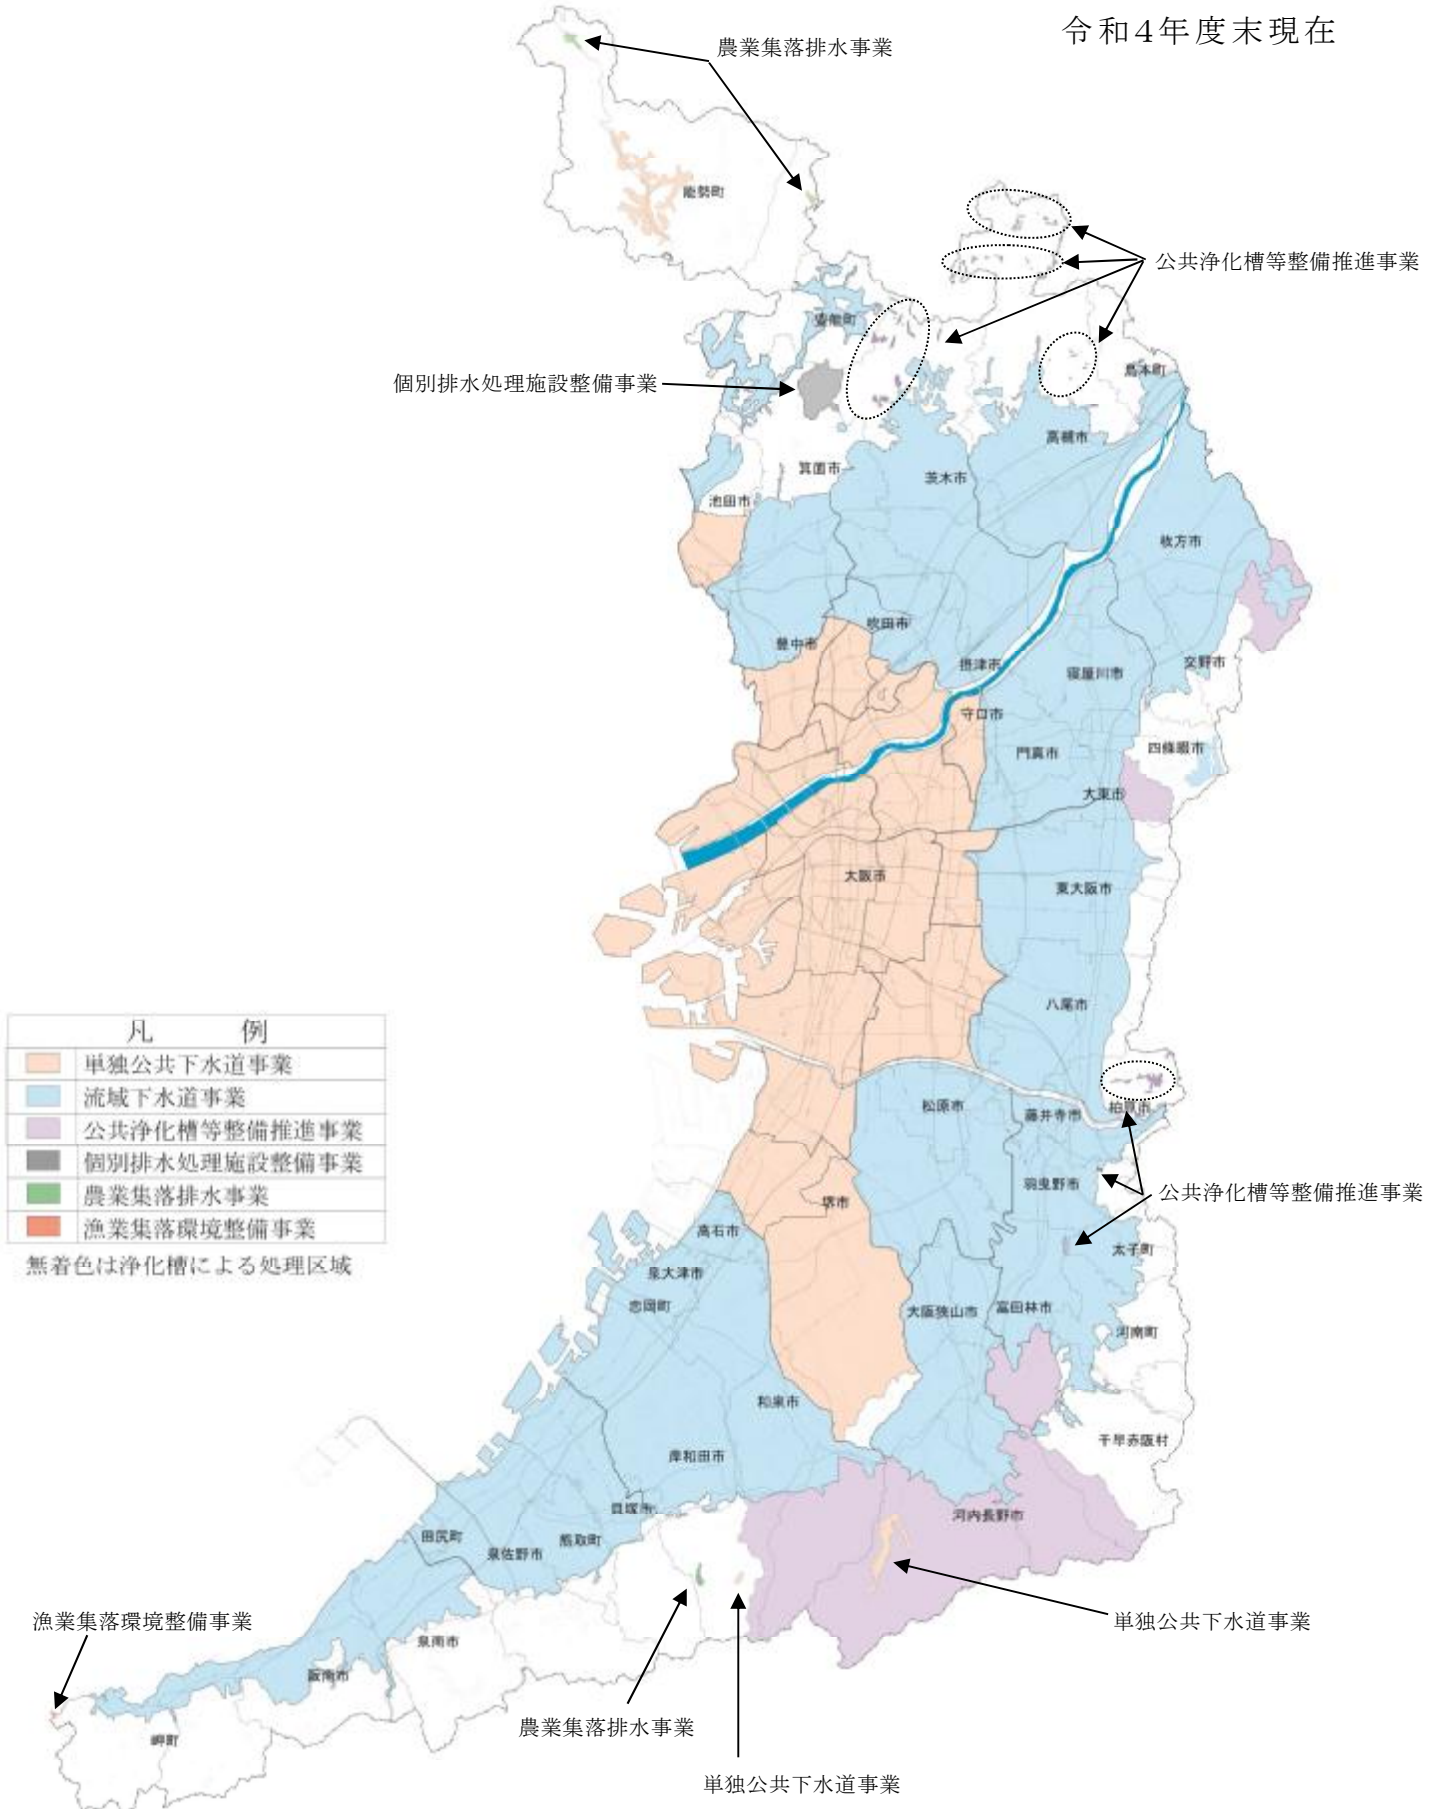 令和4年度末現在
農業集落排水事業
能勢町
公共浄化槽等整備推進事業
豊能町
個別排水処理施設整備事業
島本町
高槻市
箕面市
茨木市
池田市
枚方市
吹田市
豊中市
摂津市
交野市
寝屋川市
守口市
四條畷市
門真市
大東市
大阪市
東大阪市
八尾市
凡 例
単独公共下水道事業
流域下水道事業
公共浄化槽等整備推進事業
個別排水処理施設整備事業
農業集落排水事業
漁業集落環境整備事業
無着色は浄化槽による処理区域
松原市
藤井寺市
柏原市
羽曳野市
公共浄化槽等整備推進事業
堺市
高石市
太子町
泉大津市
忠岡町
大阪狭山市
富田林市
河南町
和泉市
千早赤阪村
岸和田市
貝塚市
河内長野市
田尻町
熊取町
泉佐野市
漁業集落環境整備事業
単独公共下水道事業
泉南市
阪南市
農業集落排水事業
岬町
単独公共下水道事業